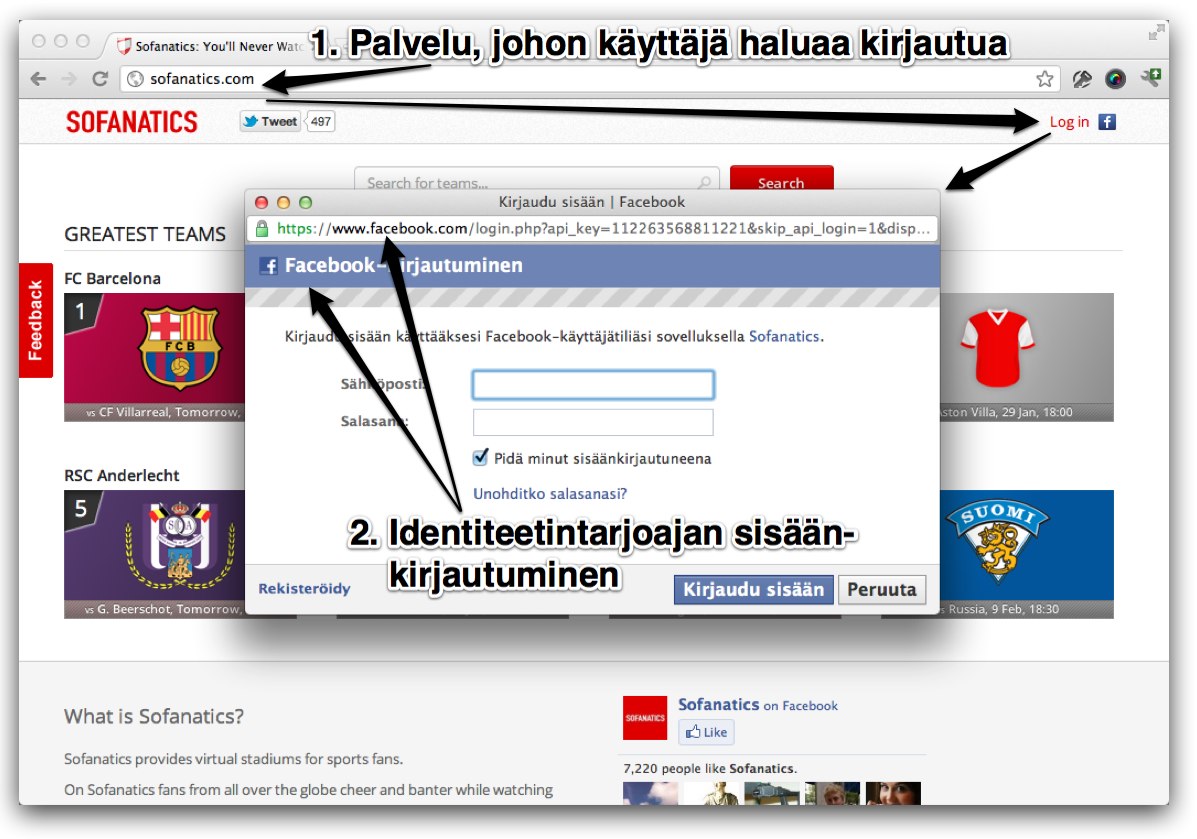 Sofanatics: You'll Never Wat
1. Palvelu, johon käyttäjä haluaa kirjautua
sofanatics.com
SOFANATICS
Tweet
497
Log in
Search for teams...
Search
Kirjaudu sisään | Facebook
https://www.facebook.com/login.php?api_key=112263568811221&skip_api_login=1&disp...
GREATEST TEAMS
Facebook-kirjautuminen
Feedback
FC Barcelona
1
FCB
Kirjaudu sisään käyttääksesi Facebook-käyttäjätiliäsi sovelluksella Sofanatics.
Sähköposti:
vs CF Villarreal, Tomorrow,
Aston Villa, 29 Jan, 18:00
Salasana:
Pidä minut sisäänkirjautuneena
RSC Anderlecht
Unohditko salasanasi?
5
SUOMI
2. Identiteetintarjoajan sisään-
kirjautuminen
Rekisteröidy
Kirjaudu sisään
Peruuta
vs G. Beerschot, Tomorrow,
vs Russia, 9 Feb, 18:30
What is Sofanatics?
SOFANATICS
Sofanatics on Facebook
Like
Sofanatics provides virtual stadiums for sports fans.
7,220 people like Sofanatics.
On Sofanatics fans from all over the globe cheer and banter while watching